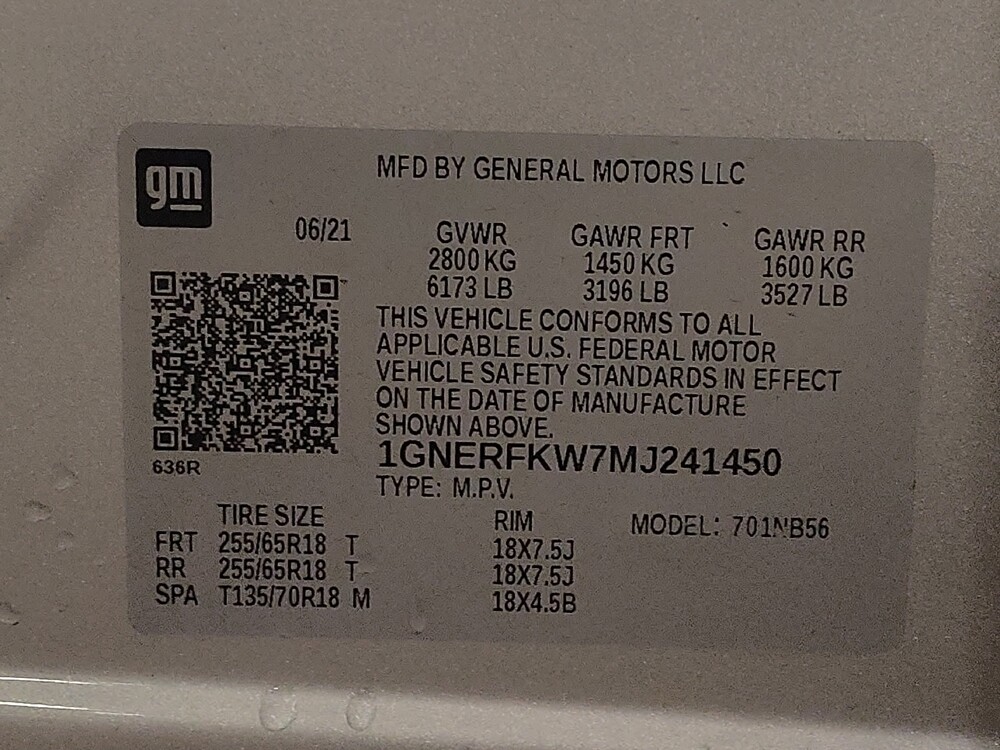 gm
MFD BY GENERAL MOTORS LLC
06/21
GVWR GAWR FRT GAWR RR
2800 KG 1450 KG 1600 KG
6173 LB 3196 LB 3527 LB
THIS VEHICLE CONFORMS TO ALL
APPLICABLE U.S. FEDERAL MOTOR
VEHICLE SAFETY STANDARDS IN EFFECT
ON THE DATE OF MANUFACTURE
SHOWN ABOVE.
636R
1GNERFKW7MJ241450
TYPE: M.P.V.
TIRE SIZE RIM MODEL: 701NB56
FRT 255/65R18 T 18X7.5J
RR 255/65R18 T 18X7.5J
SPA T135/70R18 M 18X4.5B